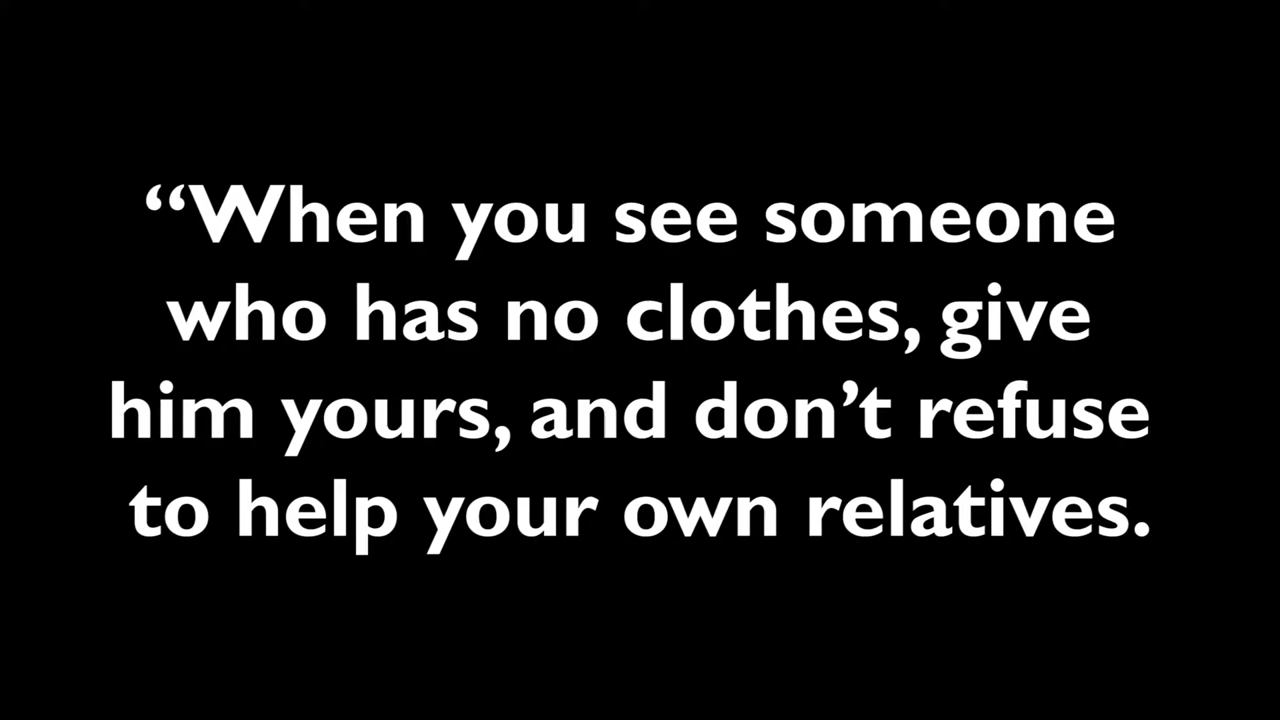 “When you see someone
who has no clothes, give
him yours, and don’t refuse
to help your own relatives.